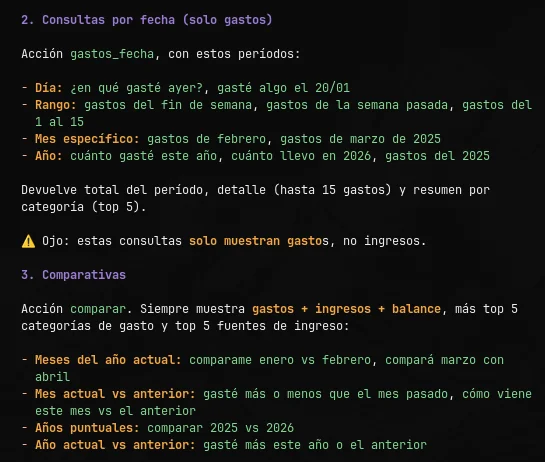 2. Consultas por fecha (solo gastos)
Acción gastos_fecha, con estos períodos:
- Día: ¿en qué gasté ayer?, gasté algo el 20/01
- Rango: gastos del fin de semana, gastos de la semana pasada, gastos del
1 al 15
- Mes específico: gastos de febrero, gastos de marzo de 2025
- Año: cuánto gasté este año, cuánto llevo en 2026, gastos del 2025
Devuelve total del período, detalle (hasta 15 gastos) y resumen por
categoría (top 5).
⚠️ Ojo: estas consultas solo muestran gastos, no ingresos.
3. Comparativas
Acción comparar. Siempre muestra gastos + ingresos + balance, más top 5
categorías de gasto y top 5 fuentes de ingreso:
- Meses del año actual: comparame enero vs febrero, compará marzo con
abril
- Mes actual vs anterior: gasté más o menos que el mes pasado, cómo viene
este mes vs el anterior
- Años puntuales: comparar 2025 vs 2026
- Año actual vs anterior: gasté más este año o el anterior